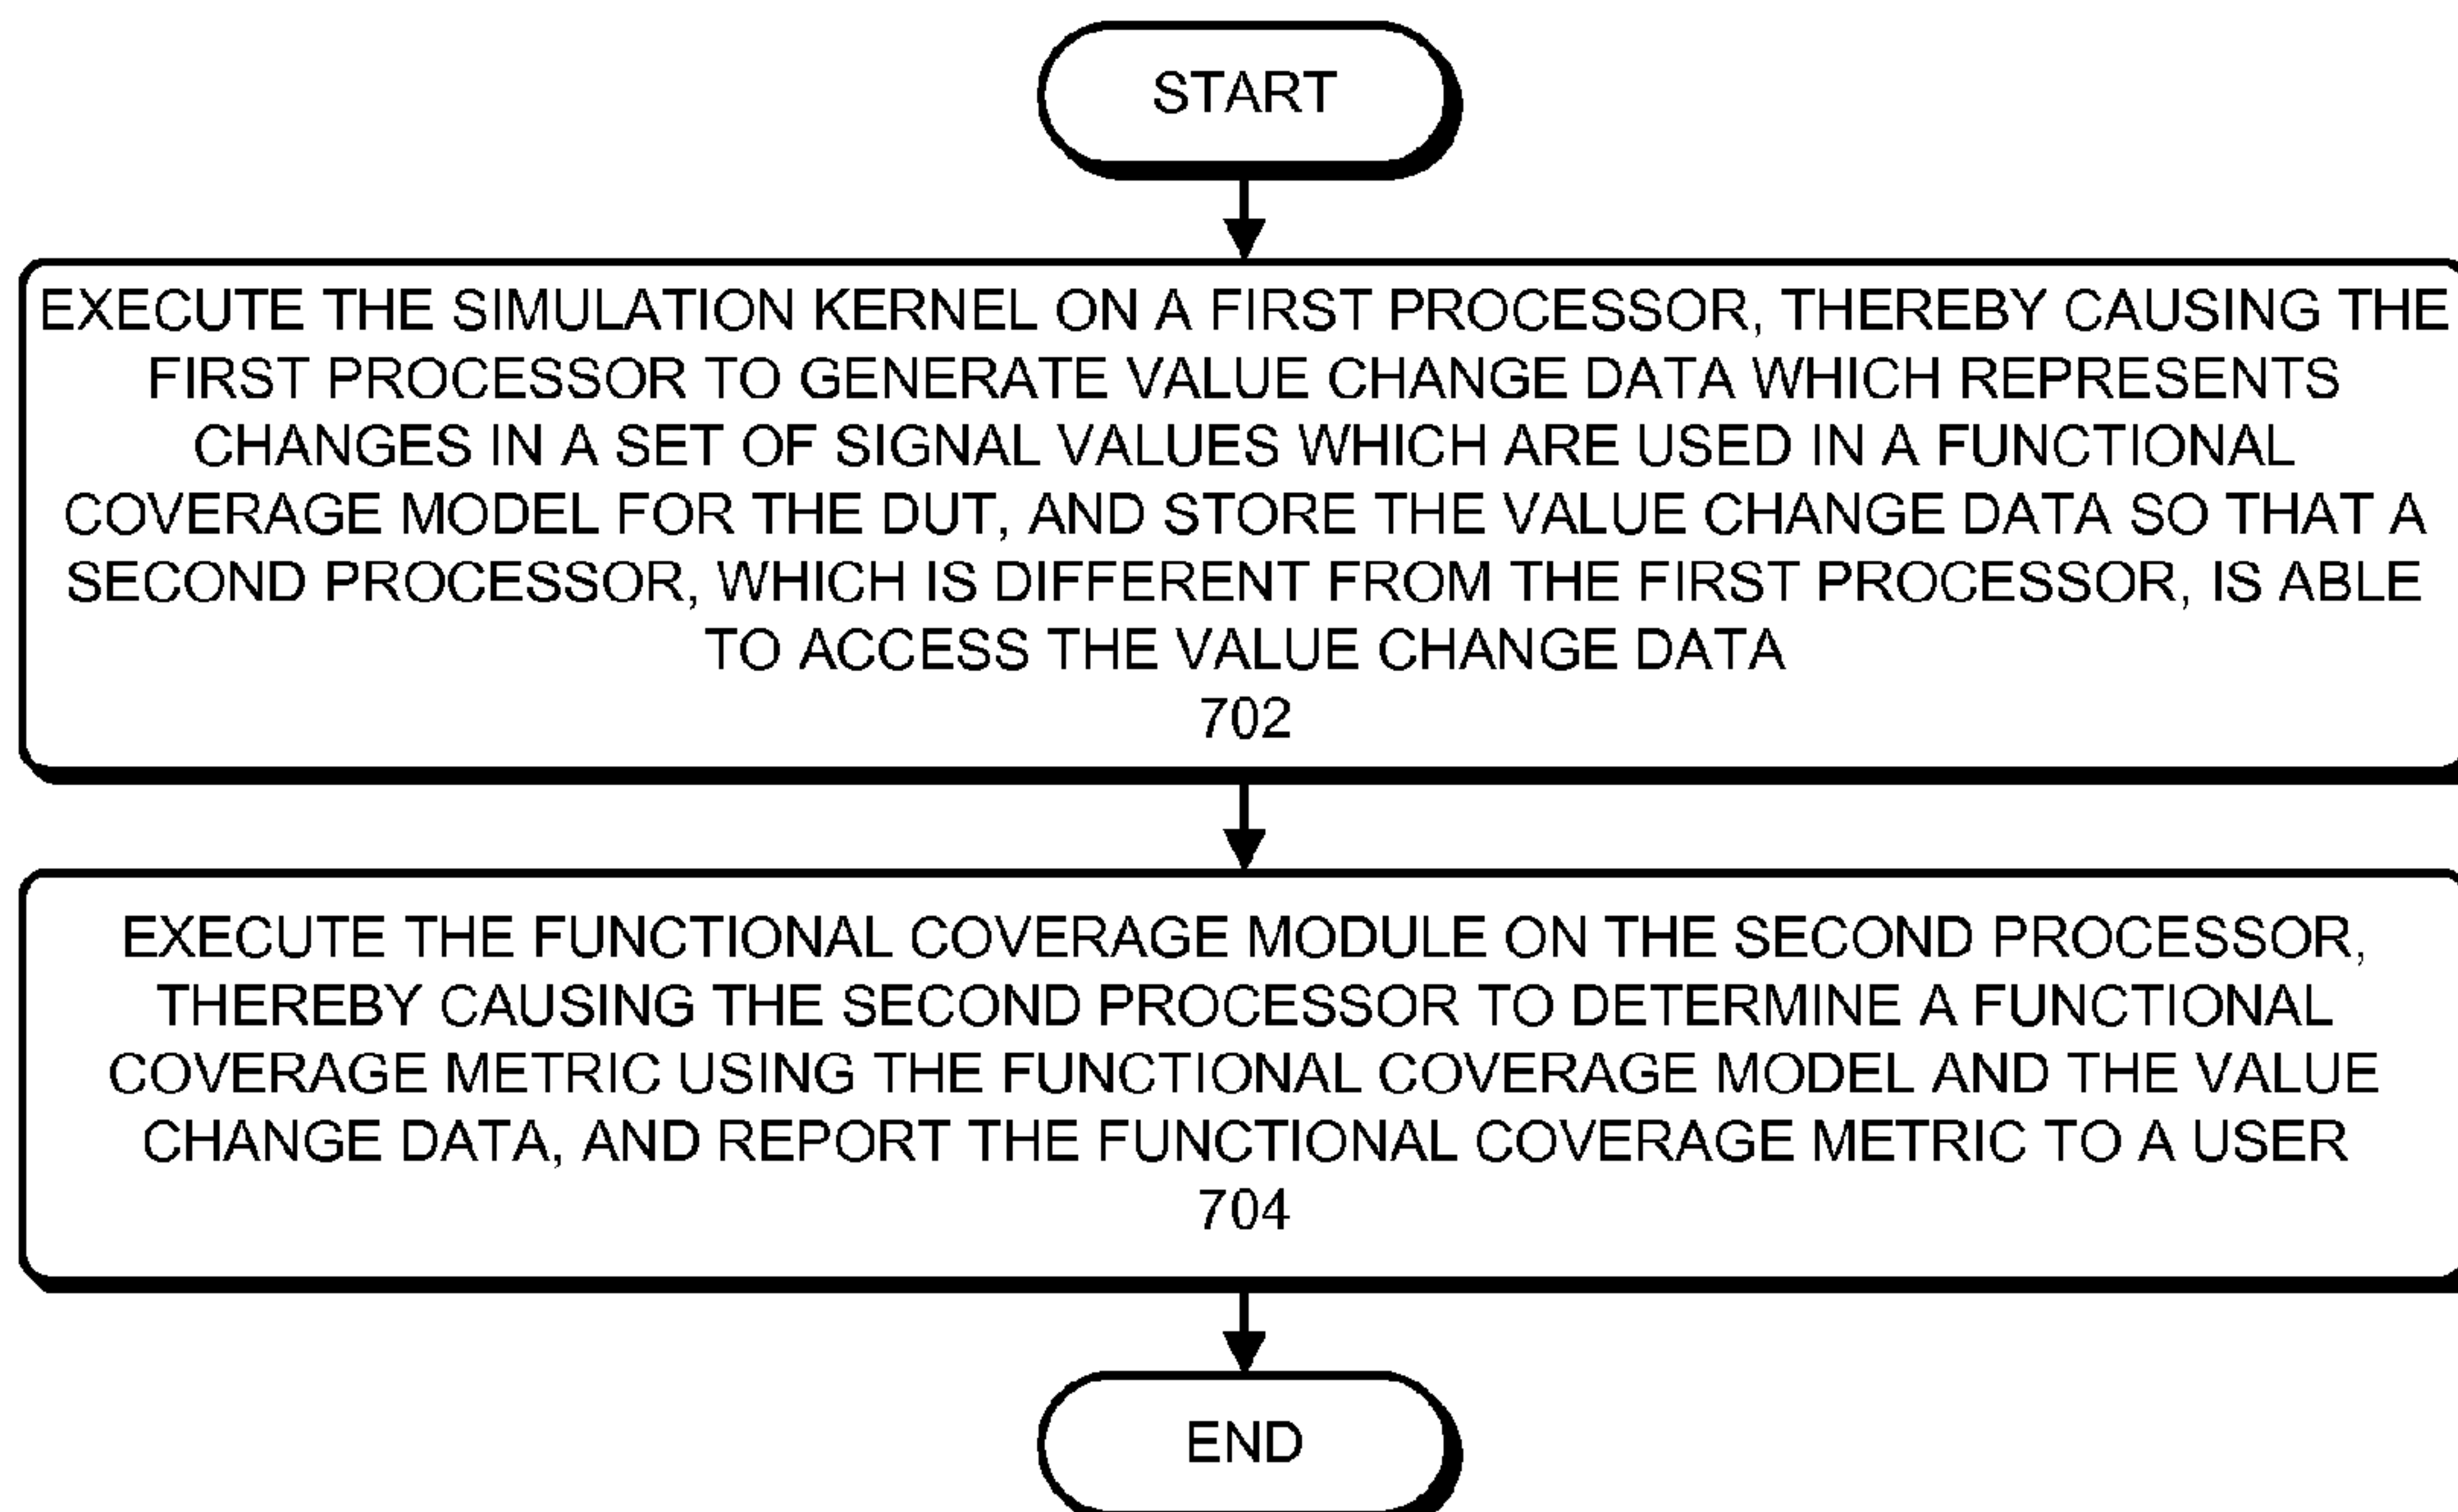 START
EXECUTE THE SIMULATION KERNEL ON A FIRST PROCESSOR, THEREBY CAUSING THE
FIRST PROCESSOR TO GENERATE VALUE CHANGE DATA WHICH REPRESENTS
CHANGES IN A SET OF SIGNAL VALUES WHICH ARE USED IN A FUNCTIONAL
COVERAGE MODEL FOR THE DUT, AND STORE THE VALUE CHANGE DATA SO THAT A
SECOND PROCESSOR, WHICH IS DIFFERENT FROM THE FIRST PROCESSOR, IS ABLE
TO ACCESS THE VALUE CHANGE DATA
702
EXECUTE THE FUNCTIONAL COVERAGE MODULE ON THE SECOND PROCESSOR,
THEREBY CAUSING THE SECOND PROCESSOR TO DETERMINE A FUNCTIONAL
COVERAGE METRIC USING THE FUNCTIONAL COVERAGE MODEL AND THE VALUE
CHANGE DATA, AND REPORT THE FUNCTIONAL COVERAGE METRIC TO A USER
704
END